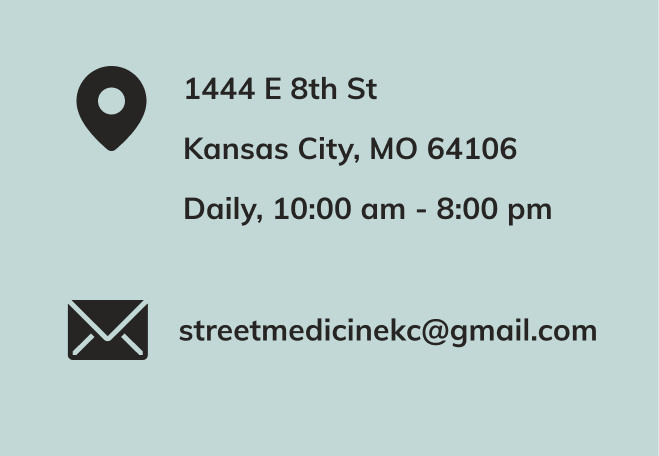 1444 E 8th St
Kansas City, MO 64106
Daily, 10:00 am - 8:00 pm
streetmedicinekc@gmail.com